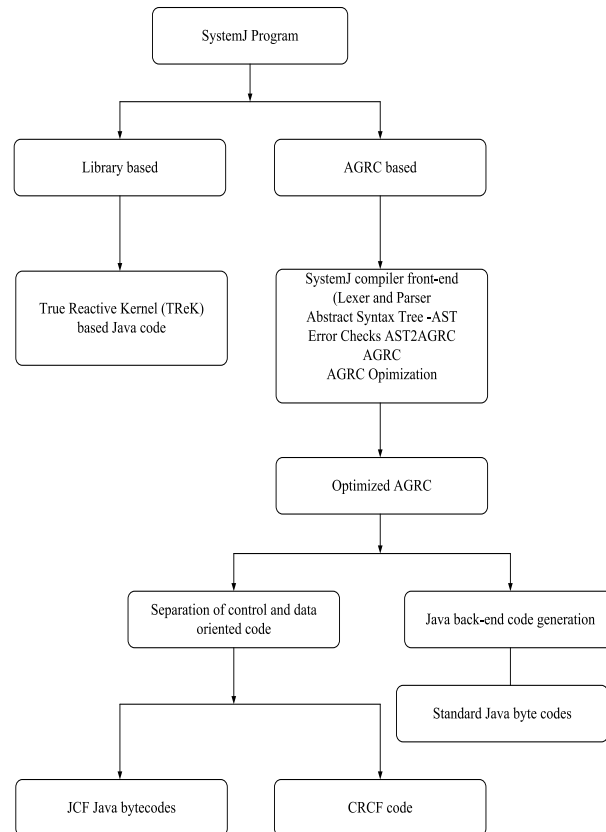 SystemJ Program
Library based
AGRC based
True Reactive Kernel (TReK)
based Java code
SystemJ compiler front-end
(Lexer and Parser
Abstract Syntax Tree -AST
Error Checks AST2AGRC
AGRC
AGRC Opimization
Optimized AGRC
Separation of control and data
oriented code
Java back-end code generation
Standard Java byte codes
JCF Java bytecodes
CRCF code